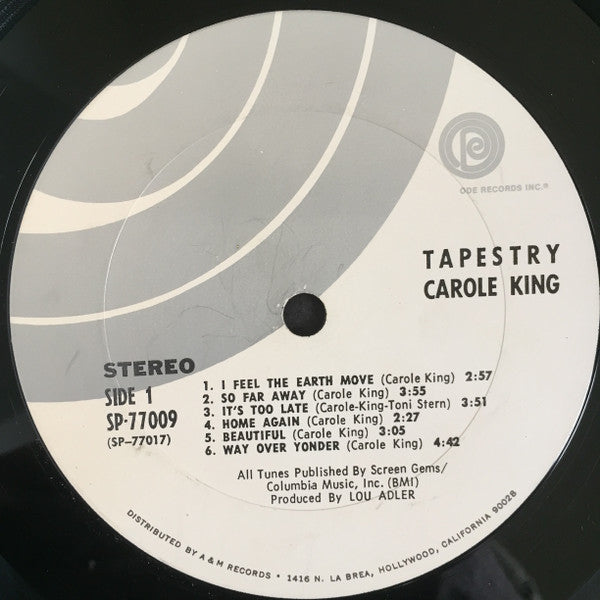 ODE RECORDS INC.®
TAPESTRY
CAROLE KING
STEREO
SIDE 1
SP-77009
(SP-77017)
1. I FEEL THE EARTH MOVE (Carole King) 2:57
2. SO FAR AWAY (Carole King) 3:55
3. IT'S TOO LATE (Carole-King-Toni Stern) 3:51
4. HOME AGAIN (Carole King) 2:27
5. BEAUTIFUL (Carole King) 3:05
6. WAY OVER YONDER (Carole King) 4:42
All Tunes Published By Screen Gems/
Columbia Music, Inc. (BMI)
Produced By LOU ADLER
DISTRIBUTED BY A & M RECORDS • 1416 N. LA BREA, HOLLYWOOD, CALIFORNIA 90028